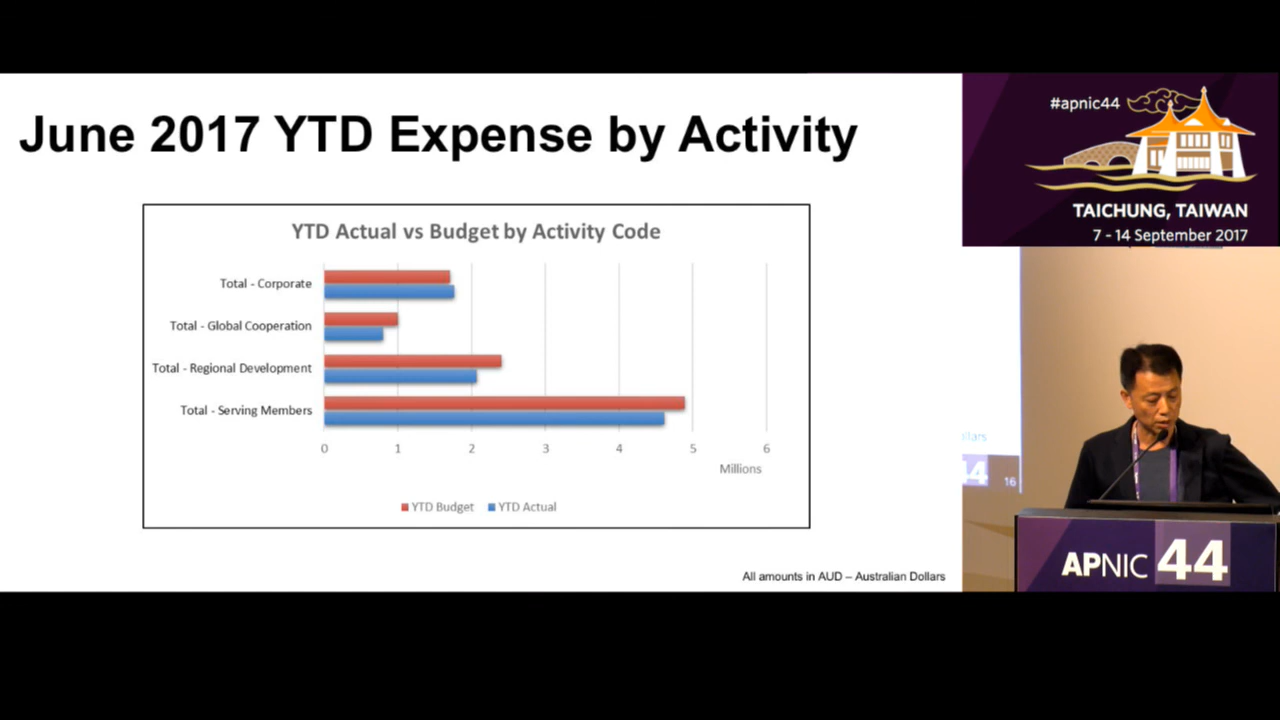 June 2017 YTD Expense by Activity
YTD Actual vs Budget by Activity Code
Total - Corporate
Total - Global Cooperation
Total - Regional Development
Total - Serving Members
0 1 2 3 4 5 6
Millions
YTD Budget YTD Actual
All amounts in AUD – Australian Dollars
#apnic44
TAICHUNG, TAIWAN
7 - 14 September 2017
16
APNIC 44